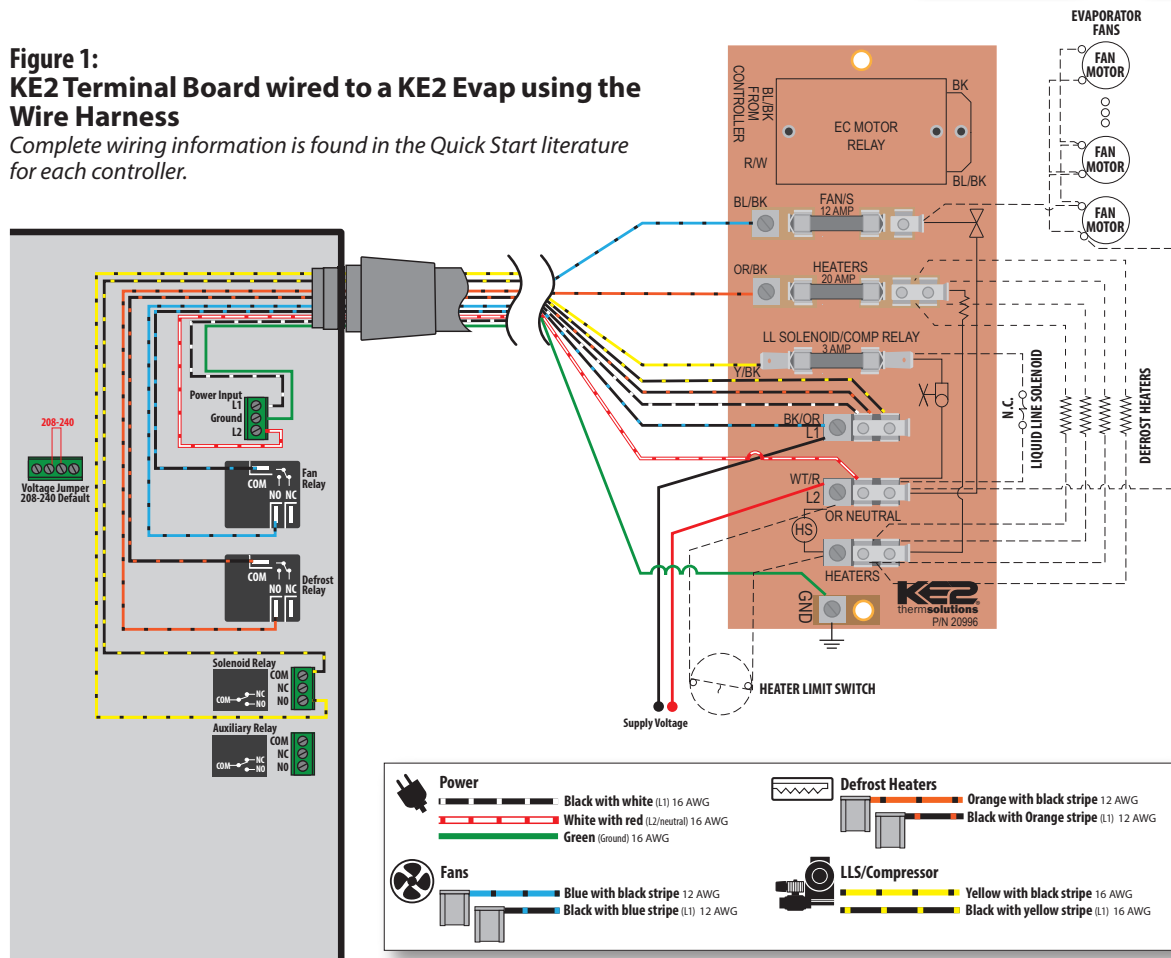 Figure 1:
KE2 Terminal Board wired to a KE2 Evap using the
Wire Harness
Complete wiring information is found in the Quick Start literature
for each controller.
EVAPORATOR
FANS
FAN
MOTOR
FAN
MOTOR
FAN
MOTOR
BL/BK
FROM
CONTROLLER
R/W
EC MOTOR
RELAY
BK
BL/BK
BL/BK
FAN/S
12 AMP
OR/BK
HEATERS
20 AMP
LL SOLENOID/COMP RELAY
3 AMP
Y/BK
BK/OR
L1
WT/R
L2
OR NEUTRAL
HS
HEATERS
GND
KE2
thermsolutions
P/N 20996
N.C.
LIQUID LINE SOLENOID
DEFROST HEATERS
HEATER LIMIT SWITCH
Supply Voltage
Power Input
L1
Ground
L2
208-240
Voltage Jumper
208-240 Default
COM
NO NC
Fan
Relay
COM
NO NC
Defrost
Relay
Solenoid Relay
COM
NC
NO
COM
NC
NO
Auxiliary Relay
COM
NC
NO
COM
NC
NO
Power
Black with white (L1) 16 AWG
White with red (L2/neutral) 16 AWG
Green (Ground) 16 AWG
Fans
Blue with black stripe 12 AWG
Black with blue stripe (L1) 12 AWG
Defrost Heaters
Orange with black stripe 12 AWG
Black with Orange stripe (L1) 12 AWG
LLS/Compressor
Yellow with black stripe 16 AWG
Black with yellow stripe (L1) 16 AWG